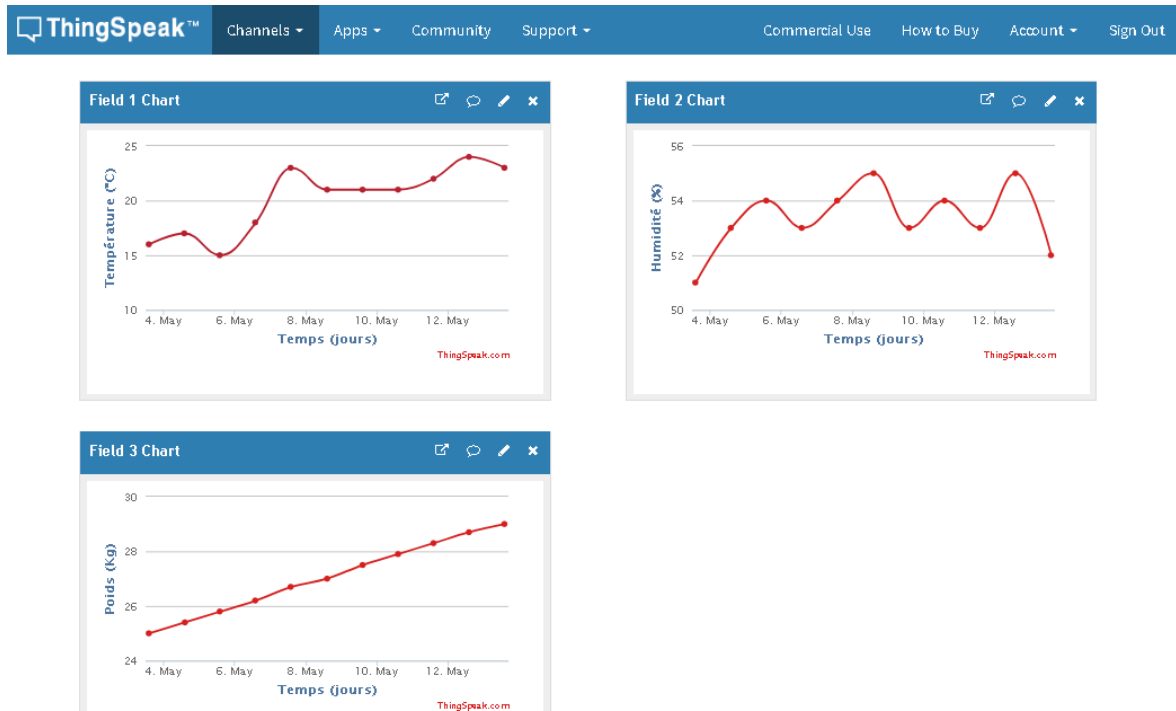 ThingSpeak™ Channels Apps Community Support Commercial Use How to Buy Account Sign Out
Field 1 Chart
25
20
15
10
Température (°C)
4. May 6. May 8. May 10. May 12. May
Temps (jours)
ThingSpeak.com
Field 2 Chart
56
54
52
50
Humidité (%)
4. May 6. May 8. May 10. May 12. May
Temps (jours)
ThingSpeak.com
Field 3 Chart
30
28
26
24
Poids (Kg)
4. May 6. May 8. May 10. May 12. May
Temps (jours)
ThingSpeak.com